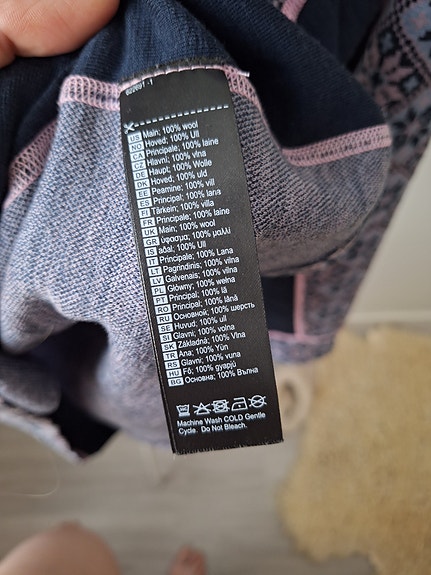 622691 -1
US Main; 100% wool
NO Hoved; 100% Ull
CA Principale; 100% laine
CZ Hlavní; 100% vlna
DE Haupt; 100% Wolle
DK Hoved; 100% uld
EE Peamine; 100% vill
ES Principal; 100% lana
FI Tärkein; 100% villa
FR Principale; 100% laine
UK Main; 100% wool
GR ύφασμα; 100% μαλλί
IS aðal; 100% Ull
IT Principale; 100% Lana
LT Pagrindinis; 100% vilna
LV Galvenais; 100% vilna
PL Główny; 100% wełna
PT Principal; 100% lã
RO Principal; 100% lână
RU Основной; 100% шерсть
SE Huvud; 100% ull
SI Glavni; 100% volna
SK Základná; 100% Vlna
TR Ana; 100% Yün
RS Glavni; 100% vuna
HU Fő; 100% gyapjú
BG Основна; 100% Вълна
Machine Wash COLD Gentle
Cycle. Do Not Bleach.